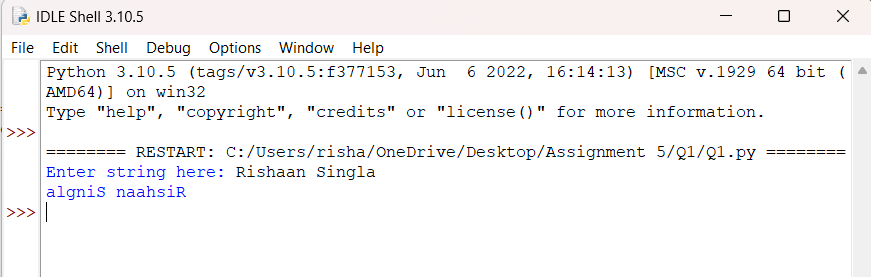 IDLE Shell 3.10.5
File Edit Shell Debug Options Window Help
Python 3.10.5 (tags/v3.10.5:f377153, Jun  6 2022, 16:14:13) [MSC v.1929 64 bit (
AMD64)] on win32
Type "help", "copyright", "credits" or "license()" for more information.
>>>
======== RESTART: C:/Users/risha/OneDrive/Desktop/Assignment 5/Q1/Q1.py ========
Enter string here: Rishaan Singla
algniS naahsiR
>>>